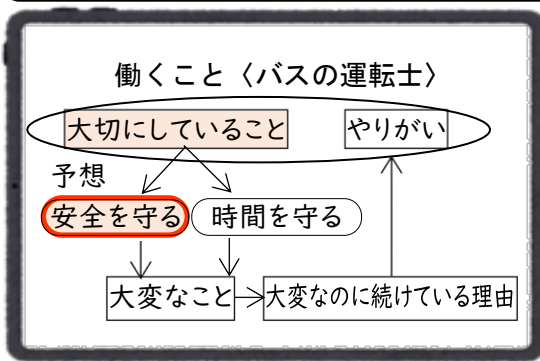 働くこと〈バスの運転士〉
大切にしていること
やりがい
予想
安全を守る
時間を守る
大変なこと
大変なのに続けている理由